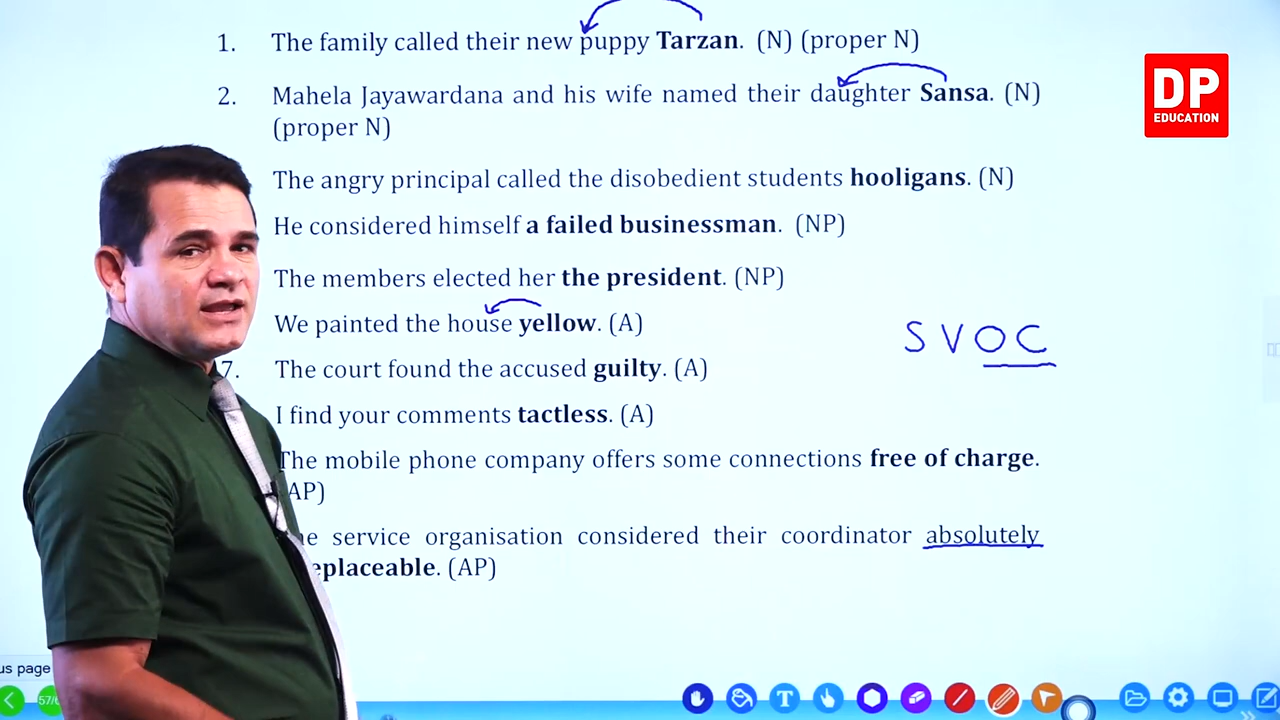 1. The family called their new puppy Tarzan. (N) (proper N)
2. Mahela Jayawardana and his wife named their daughter Sansa. (N)
(proper N)
The angry principal called the disobedient students hooligans. (N)
He considered himself a failed businessman. (NP)
The members elected her the president. (NP)
We painted the house yellow. (A)
7. The court found the accused guilty. (A)
I find your comments tactless. (A)
The mobile phone company offers some connections free of charge.
AP)
service organisation considered their coordinator absolutely
(AP)
S V O C
DP
EDUCATION
us page
57/
T